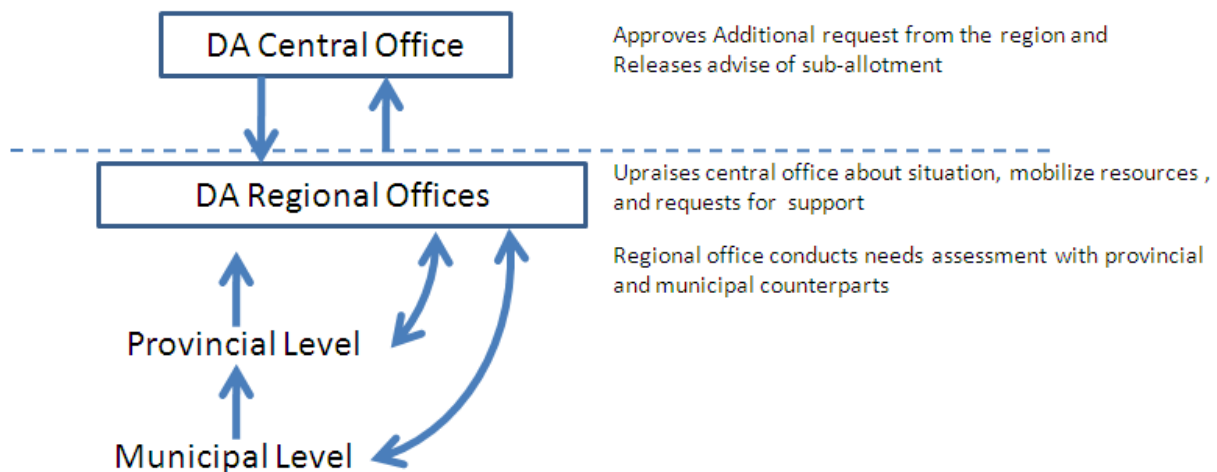 DA Central Office
Approves Additional request from the region and
Releases advise of sub-allotment
DA Regional Offices
Upraises central office about situation, mobilize resources ,
and requests for support
Regional office conducts needs assessment with provincial
and municipal counterparts
Provincial Level
Municipal Level